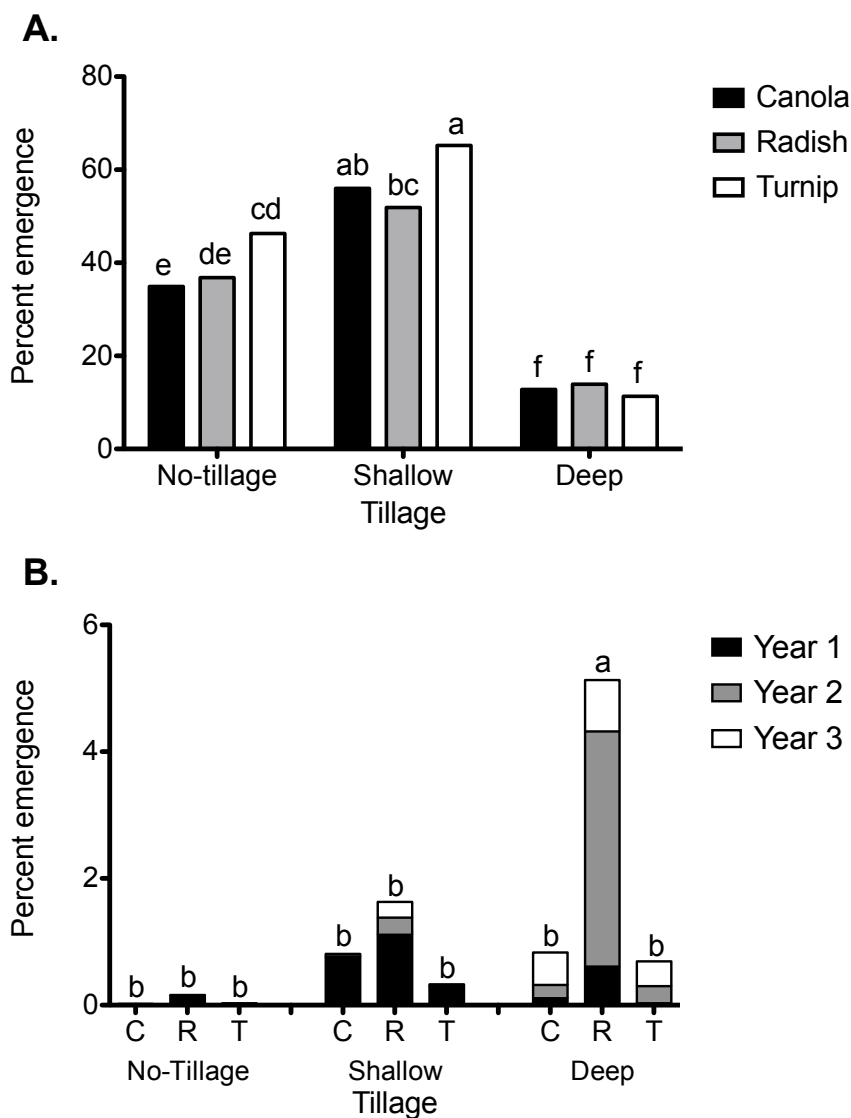 A.
Percent emergence
80
60
40
20
0
e
de
cd
ab
bc
a
f
f
f
No-tillage
Shallow
Deep
Tillage
Canola
Radish
Turnip
B.
Percent emergence
6
4
2
0
b
b
b
b
b
b
b
a
b
C R T C R T C R T
No-Tillage
Shallow
Deep
Tillage
Year 1
Year 2
Year 3